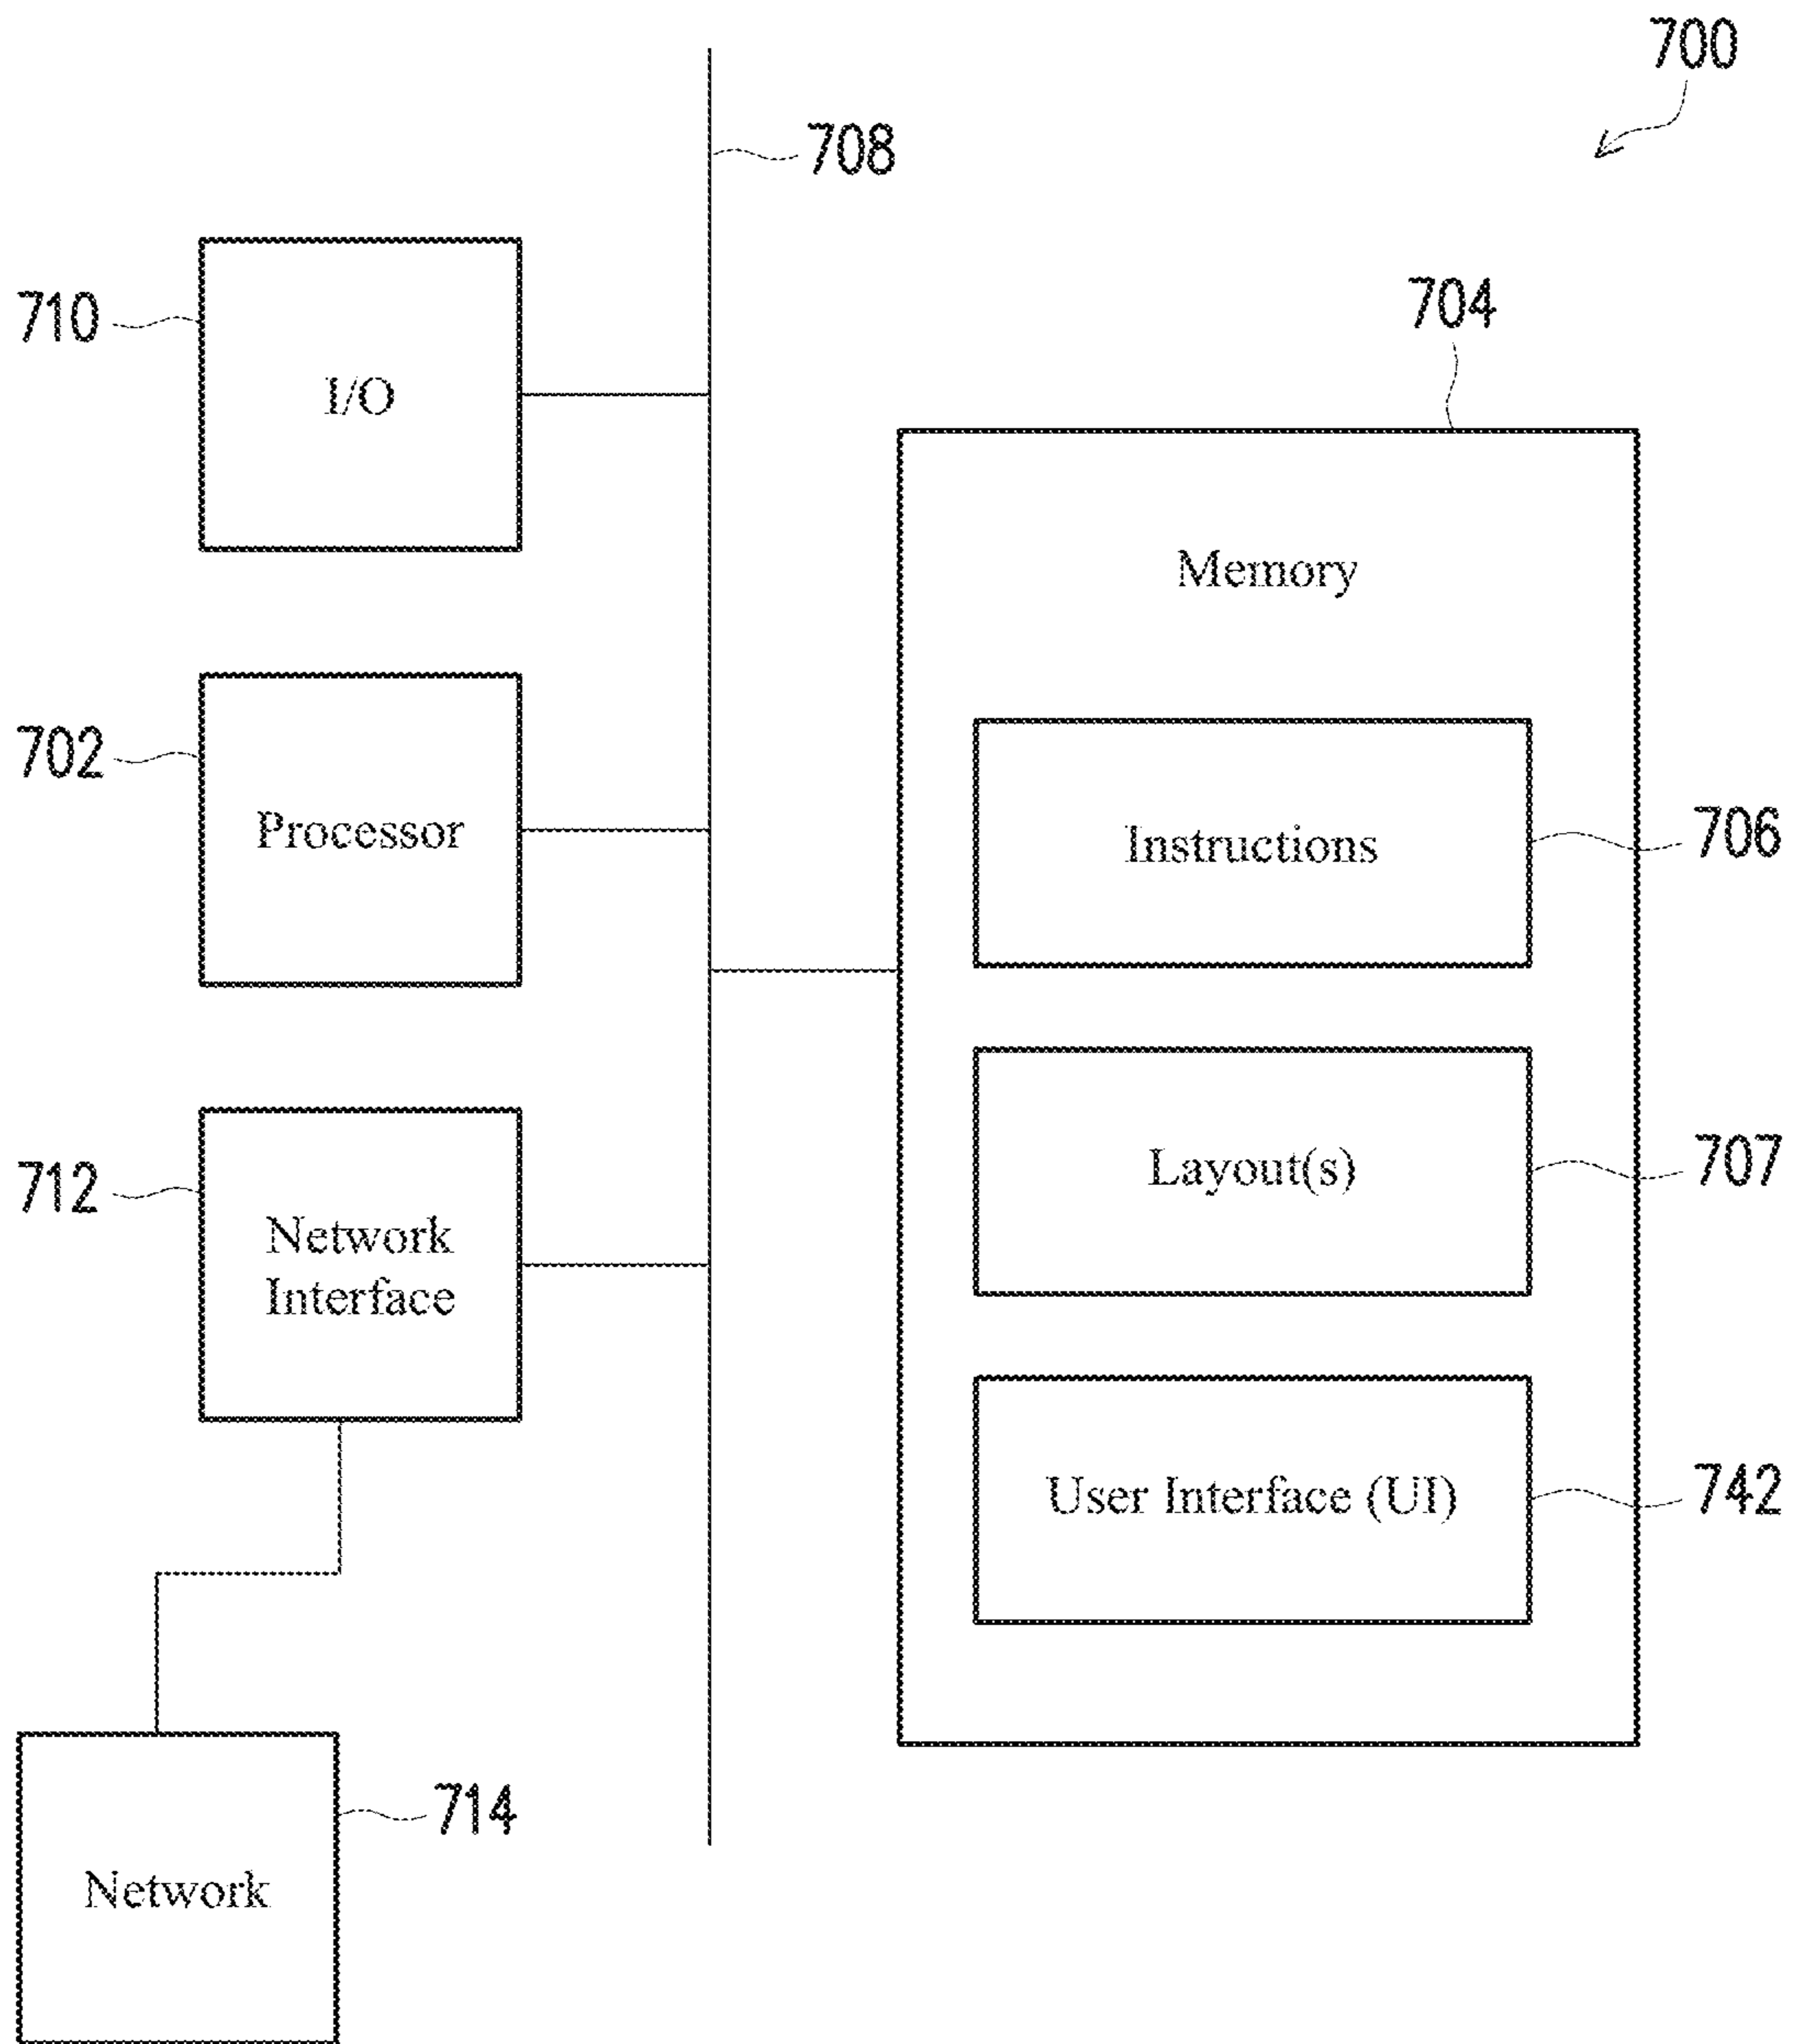 700
708
710
I/O
704
Memory
702
Processor
Instructions
706
712
Network
Interface
Layout(s)
707
User Interface (UI)
742
714
Network